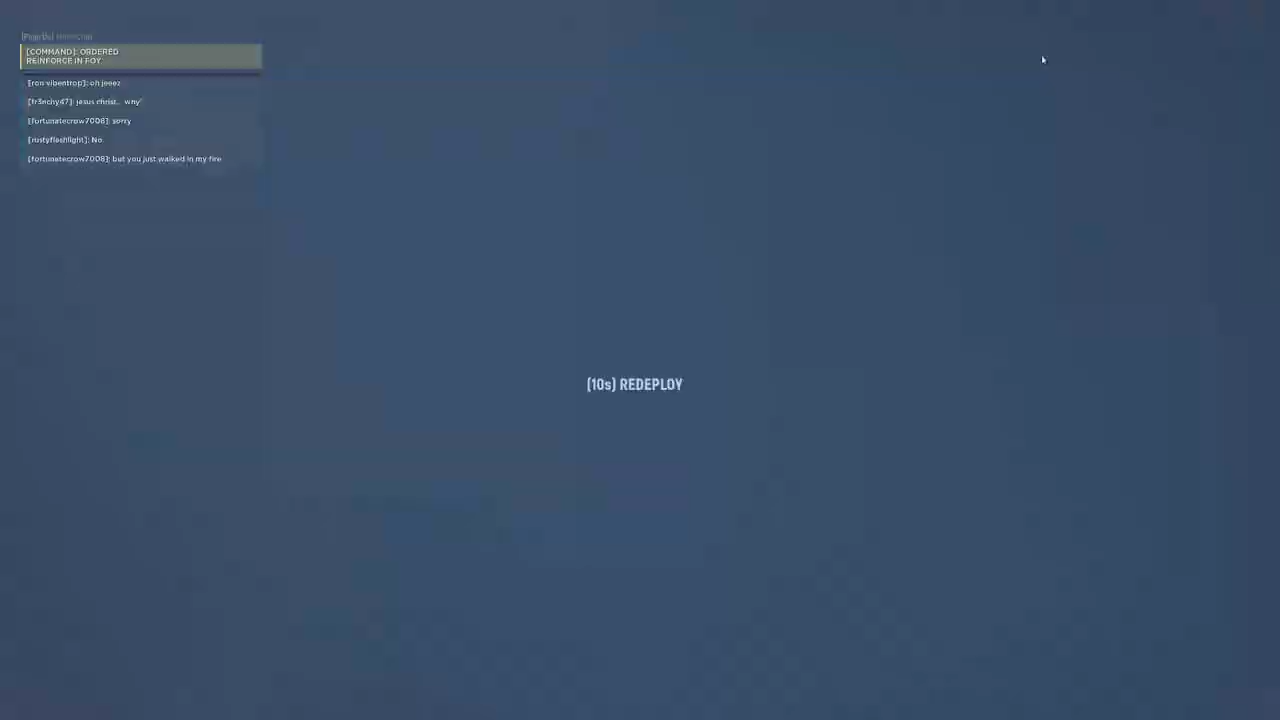 [COMMAND]: ORDERED
REINFORCE IN FOY
[ron vibentrop]: oh jeeez
[fr3nchy47]: jesus christ... why'
[fortunatecrow7008]: sorry
[rustyflashlight]: No
[fortunatecrow7008]: but you just walked in my fire
(10s) REDEPLOY